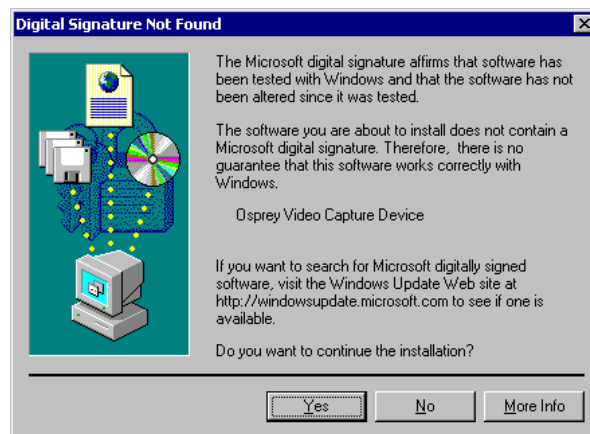 Digital Signature Not Found
The Microsoft digital signature affirms that software has
been tested with Windows and that the software has not
been altered since it was tested.
The software you are about to install does not contain a
Microsoft digital signature. Therefore, there is no
guarantee that this software works correctly with
Windows.
Osprey Video Capture Device
If you want to search for Microsoft digitally signed
software, visit the Windows Update Web site at
http://windowsupdate.microsoft.com to see if one is
available.
Do you want to continue the installation?
Yes No More Info